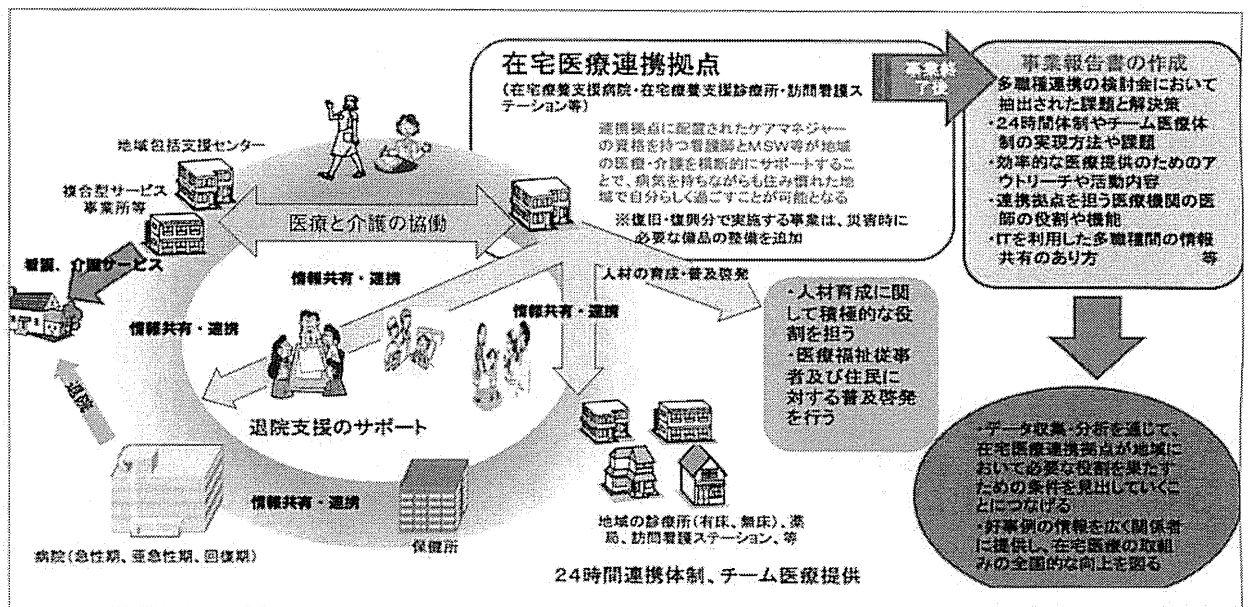 在宅医療連携拠点
(在宅療養支援病院・在宅療養支援診療所・訪問看護ス
テーション等)
連携拠点に配置されたケアマネジャー
の資格を持つ看護師とMSW等が地域
の医療・介護を横断的にサポートするこ
とで、病気を持ちながらも住み慣れた地
域で自分らしく過ごすことが可能となる
※復旧・復興分で実施する事業は、災害時に
必要な備品の整備を追加
事業終
了後
事業報告書の作成
・多職種連携の検討会において
抽出された課題と解決策
・24時間体制やチーム医療体
制の実現方法や課題
・効率的な医療提供のためのア
ウトリーチや活動内容
・連携拠点を担う医療機関の医
師の役割や機能
・ITを利用した多職種間の情報
共有のあり方 等
地域包括支援センター
複合型サービス
事業所等
医療と介護の協働
看護、介護サービス
情報共有・連携
人材の育成・普及啓発
情報共有・連携
情報共有・連携
・人材育成に関
して積極的な役
割を担う
・医療福祉従事
者及び住民に
対する普及啓発
を行う
退院
退院支援のサポート
情報共有・連携
病院(急性期、亜急性期、回復期)
保健所
地域の診療所(有床、無床)、薬
局、訪問看護ステーション、等
24時間連携体制、チーム医療提供
・データ収集・分析を通じて、
在宅医療連携拠点が地域に
おいて必要な役割を果たす
ための条件を見出していくこ
とにつなげる
・好事例の情報を広く関係者
に提供し、在宅医療の取組
みの全国的な向上を図る